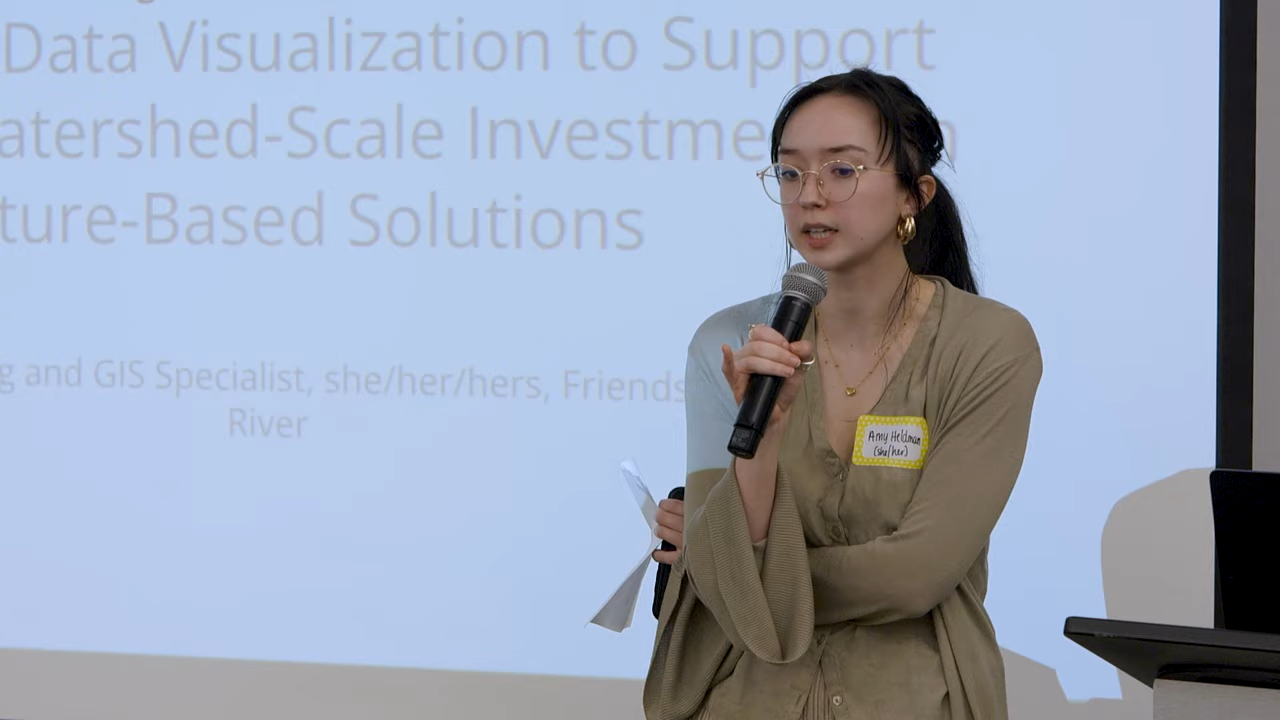 Data Visualization to Support
atershed-Scale Investme n
ture-Based Solutions
g and GIS Specialist, she/her/hers, Friends
River
Amy Heldman
(she/her)